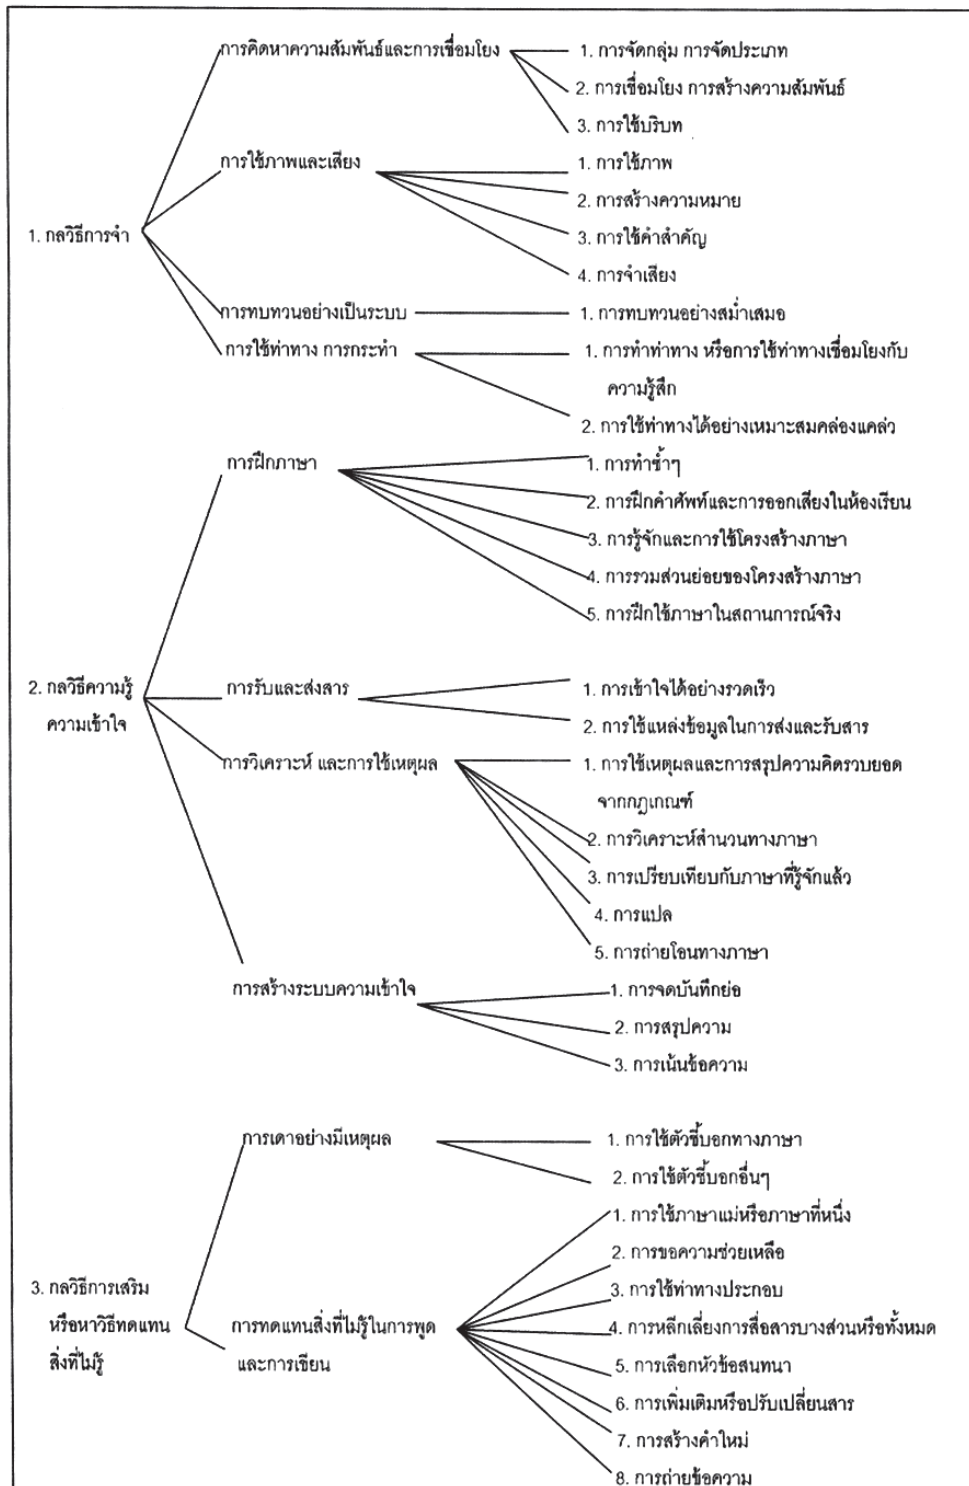 การคิดหาความสัมพันธ์และการเชื่อมโยง
1. การจัดกลุ่ม การจัดประเภท
2. การเชื่อมโยง การสร้างความสัมพันธ์
3. การใช้บริบท
การใช้ภาพและเสียง
1. การใช้ภาพ
2. การสร้างความหมาย
3. การใช้คำสำคัญ
4. การจำเสียง
1. กลวิธีการจำ
การทบทวนอย่างเป็นระบบ
1. การทบทวนอย่างสม่ำเสมอ
การใช้ท่าทาง การกระทำ
1. การทำท่าทาง หรือการใช้ท่าทางเชื่อมโยงกับ
ความรู้สึก
2. การใช้ท่าทางได้อย่างเหมาะสมคล่องแคล่ว
การฝึกภาษา
1. การทำซ้ำๆ
2. การฝึกคำศัพท์และการออกเสียงในห้องเรียน
3. การรู้จักและการใช้โครงสร้างภาษา
4. การรวมส่วนย่อยของโครงสร้างภาษา
5. การฝึกใช้ภาษาในสถานการณ์จริง
2. กลวิธีความรู้
ความเข้าใจ
การรับและส่งสาร
1. การเข้าใจได้อย่างรวดเร็ว
2. การใช้แหล่งข้อมูลในการส่งและรับสาร
การวิเคราะห์ และการใช้เหตุผล
1. การใช้เหตุผลและการสรุปความคิดรวบยอด
จากกฎเกณฑ์
2. การวิเคราะห์สำนวนทางภาษา
3. การเปรียบเทียบกับภาษาที่รู้จักแล้ว
4. การแปล
5. การถ่ายโอนทางภาษา
การสร้างระบบความเข้าใจ
1. การจดบันทึกย่อ
2. การสรุปความ
3. การเน้นข้อความ
การเดาอย่างมีเหตุผล
1. การใช้ตัวชี้บอกทางภาษา
2. การใช้ตัวชี้บอกอื่นๆ
3. กลวิธีการเสริม
หรือหาวิธีทดแทน
สิ่งที่ไม่รู้
การทดแทนสิ่งที่ไม่รู้ในการพูด
และการเขียน
1. การใช้ภาษาแม่หรือภาษาที่หนึ่ง
2. การขอความช่วยเหลือ
3. การใช้ท่าทางประกอบ
4. การหลีกเลี่ยงการสื่อสารบางส่วนหรือทั้งหมด
5. การเลือกหัวข้อสนทนา
6. การเพิ่มเติมหรือปรับเปลี่ยนสาร
7. การสร้างคำใหม่
8. การถ่ายข้อความ